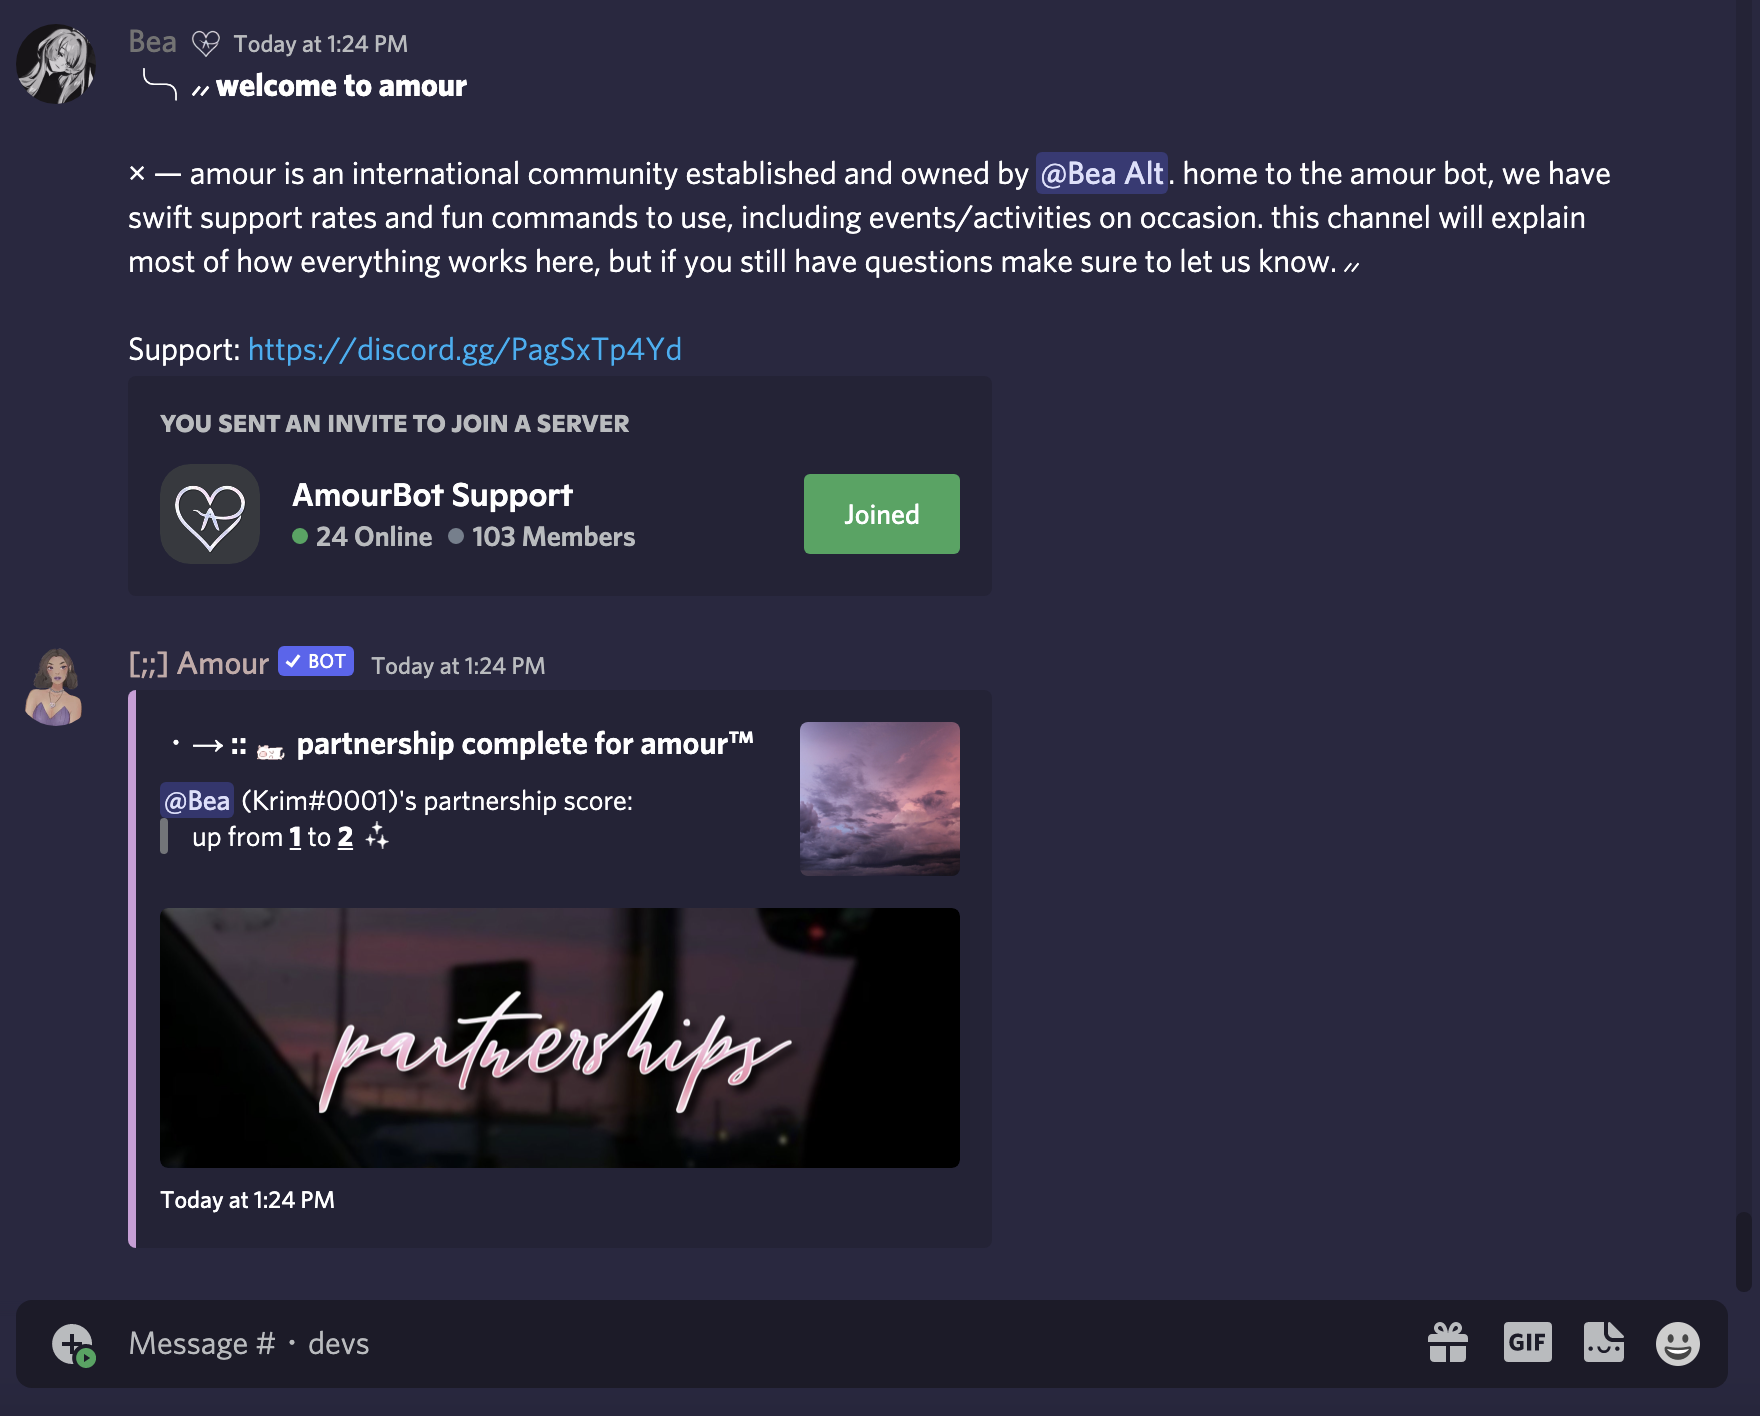 Bea Today at 1:24 PM
〃welcome to amour
× — amour is an international community established and owned by @Bea Alt. home to the amour bot, we have
swift support rates and fun commands to use, including events/activities on occasion. this channel will explain
most of how everything works here, but if you still have questions make sure to let us know. 〃
Support: https://discord.gg/PagSxTp4Yd
YOU SENT AN INVITE TO JOIN A SERVER
AmourBot Support
24 Online 103 Members
Joined
[;;] Amour ✓ BOT Today at 1:24 PM
・→ :: partnership complete for amour™
@Bea (Krim#0001)'s partnership score:
up from 1 to 2
partnerships
Today at 1:24 PM
Message #・devs
GIF